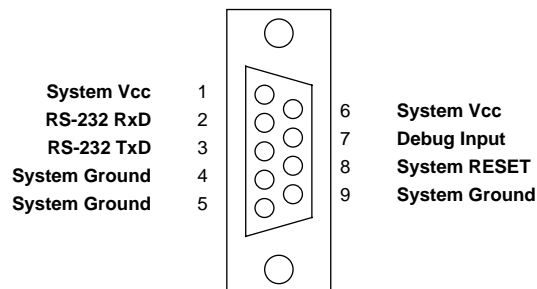 System Vcc 1
RS-232 RxD 2
RS-232 TxD 3
System Ground 4
System Ground 5
6 System Vcc
7 Debug Input
8 System RESET
9 System Ground